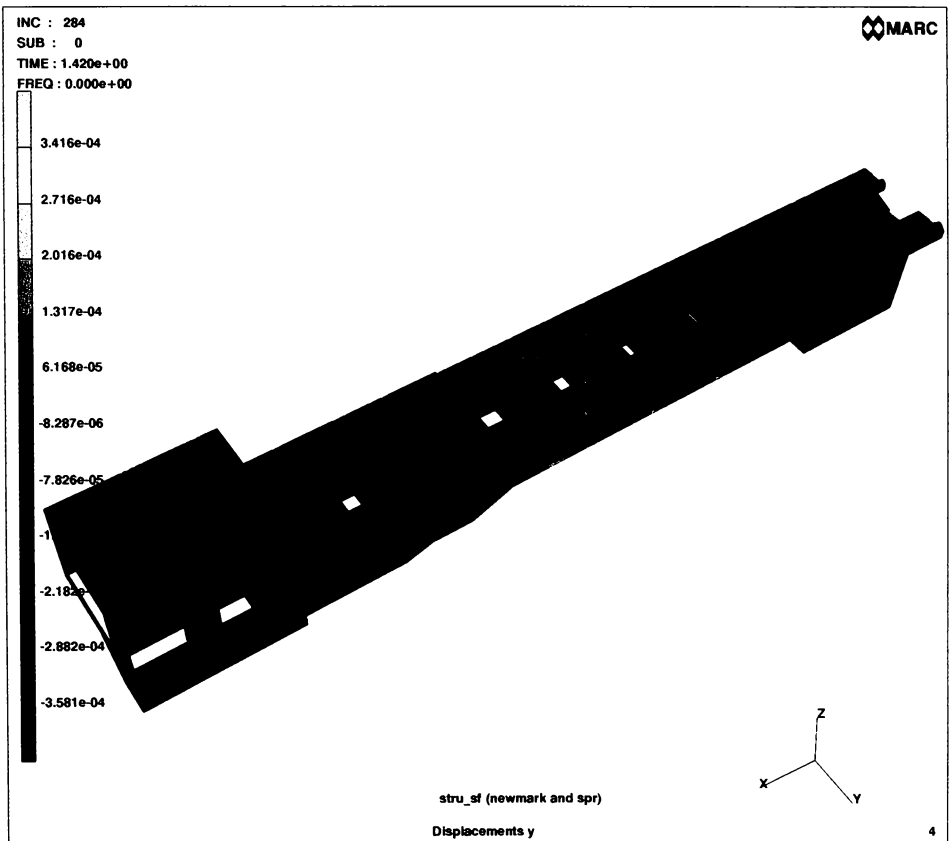 INC : 284
SUB : 0
TIME : 1.420e+00
FREQ : 0.000e+00
MARC
3.416e-04
2.716e-04
2.016e-04
1.317e-04
6.168e-05
-8.287e-06
-7.826e-05
-2.882e-04
-3.581e-04
Z
X
Y
stru_sf (newmark and spr)
Displacements y
4